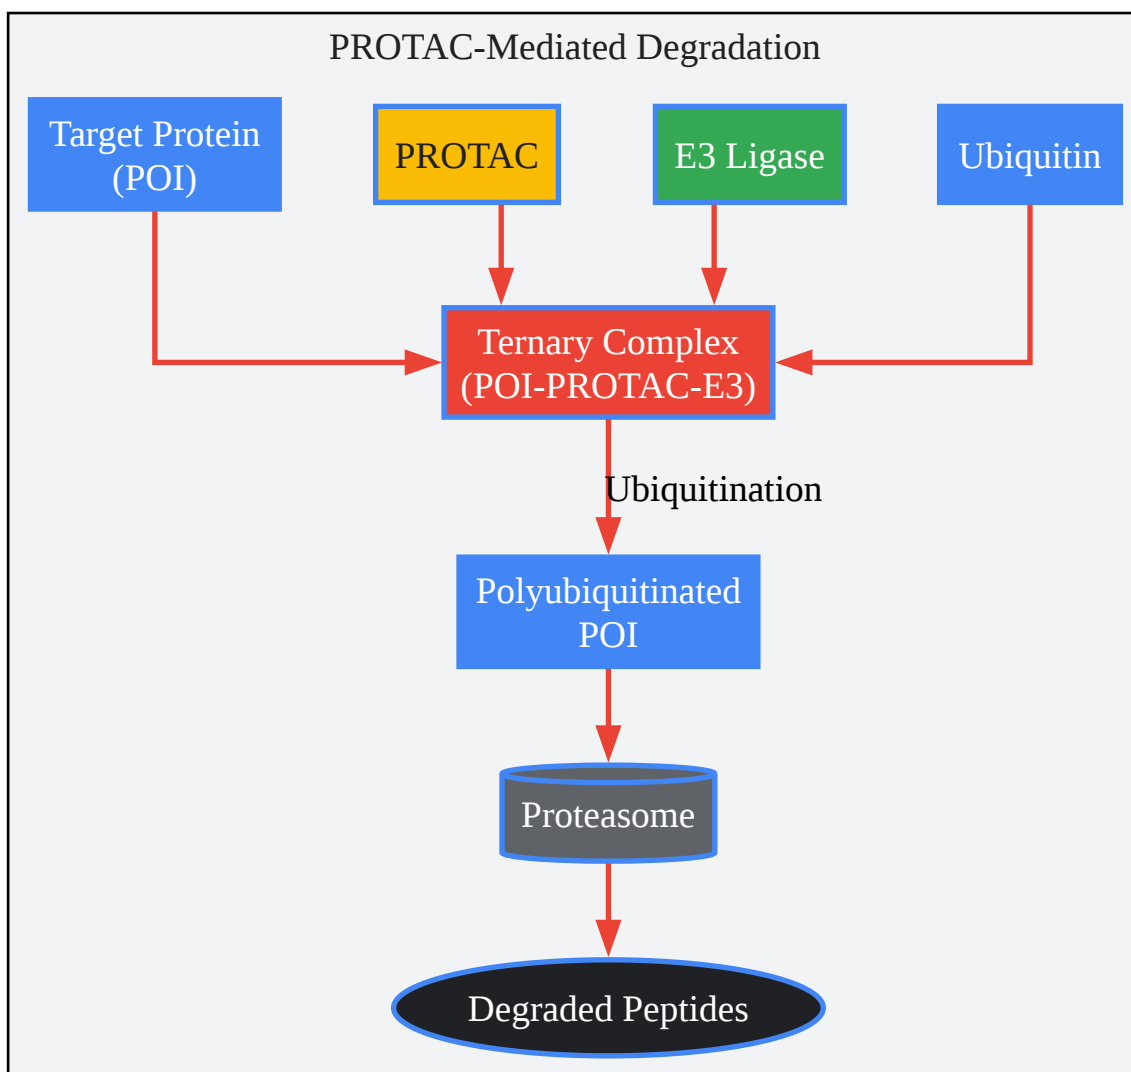 PROTAC-Mediated Degradation
Target Protein
(POI)
PROTAC
E3 Ligase
Ubiquitin
Ternary Complex
(POI-PROTAC-E3)
Ubiquitination
Polyubiquitinated
POI
Proteasome
Degraded Peptides